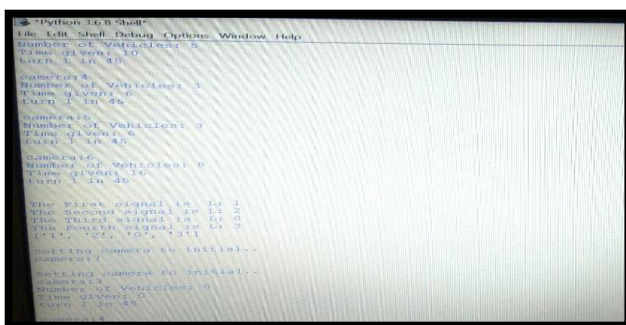 *Python 3.6.8 Shell*
File Edit Shell Debug Options Window Help
Number of Vehicles: 5
Time given: 10
turn 1 in 45
camera:4
Number of Vehicles: 3
Time given: 6
turn 1 in 45
camera:5
Number of Vehicles: 3
Time given: 6
turn 1 in 45
camera:6
Number of Vehicles: 8
Time given: 16
turn 1 in 45
The First signal is L: 1
The Second signal is L: 2
The Third signal is L: 0
The Fourth signal is L: 3
['1', '2', '0', '3']
Setting camera to initial..
camera:7
Setting camera to initial..
camera:3
Number of Vehicles: 0
Time given: 0
turn 1 in 45
camera:4